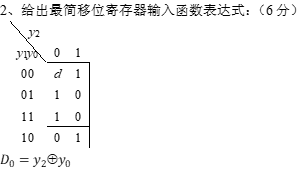 2、给出最简移位寄存器输入函数表达式：（6 分）
y₂
y₁y₀ 0 1
00 d 1
01 1 0
11 1 0
10 0 1
D₀ = y₂⊕y₀